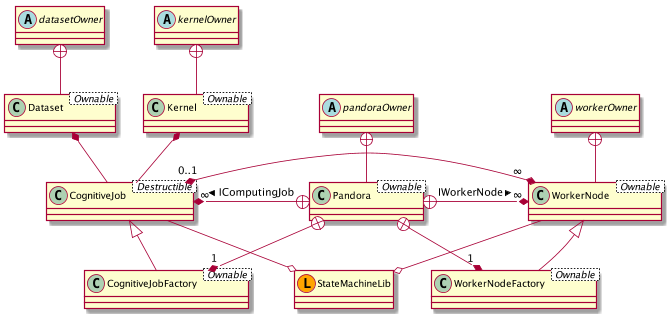 A datasetOwner
A kernelOwner
C Dataset Ownable
C Kernel Ownable
A pandoraOwner
A workerOwner
0..1
∞
C CognitiveJob Destructible
∞ ◄ IComputingJob
C Pandora Ownable
IWorkerNode ► ∞
C WorkerNode Ownable
1
1
C CognitiveJobFactory Ownable
L StateMachineLib
C WorkerNodeFactory Ownable